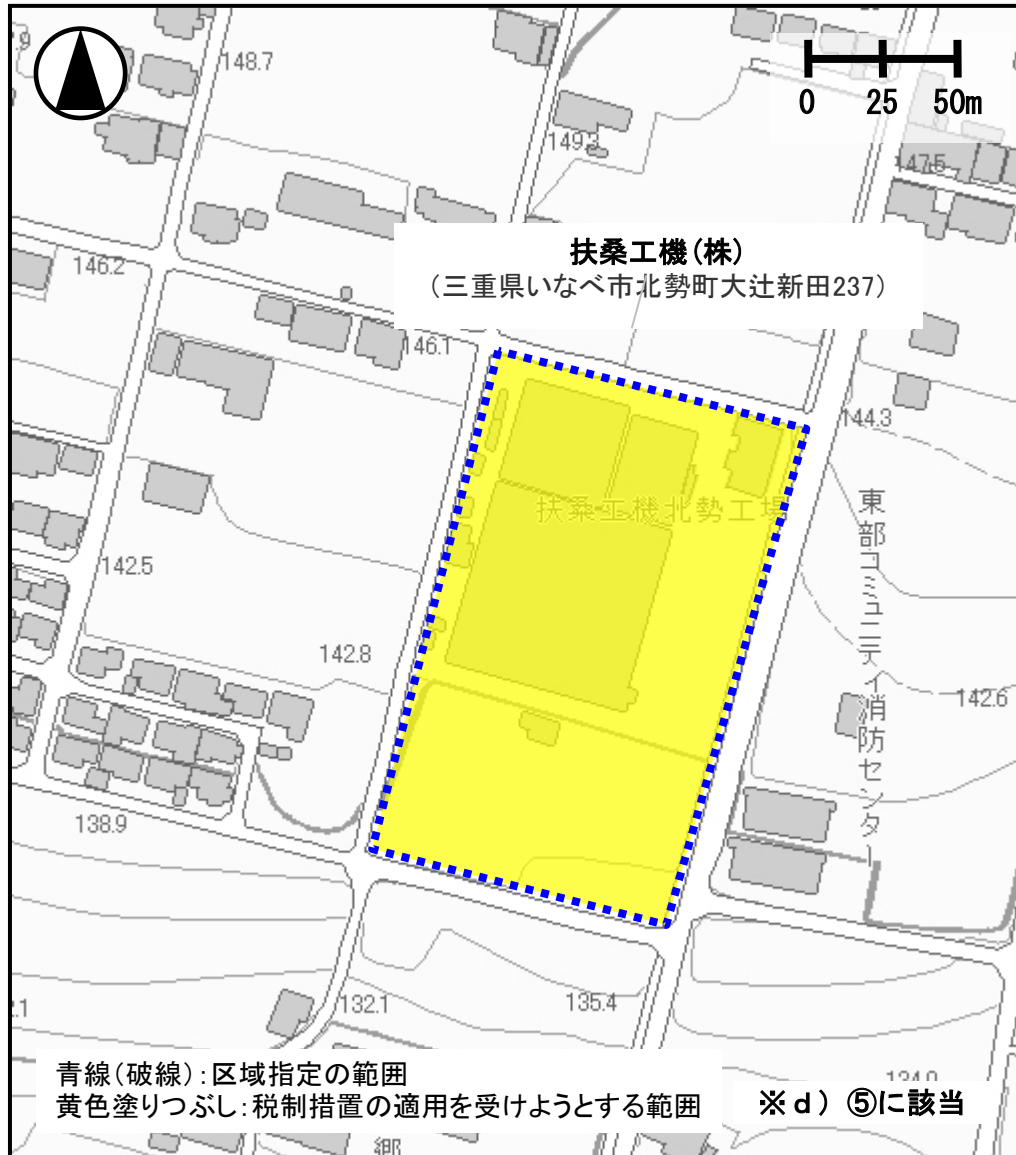 148.7
0 25 50m
149.3
147.5
扶桑工機(株)
(三重県いなべ市北勢町大辻新田237)
146.2
146.1
144.3
扶桑工機北勢工場
東部コミュニティ消防センター
142.5
142.8
142.6
138.9
132.1
135.4
青線(破線):区域指定の範囲
黄色塗りつぶし:税制措置の適用を受けようとする範囲
※d) ⑤に該当
郷